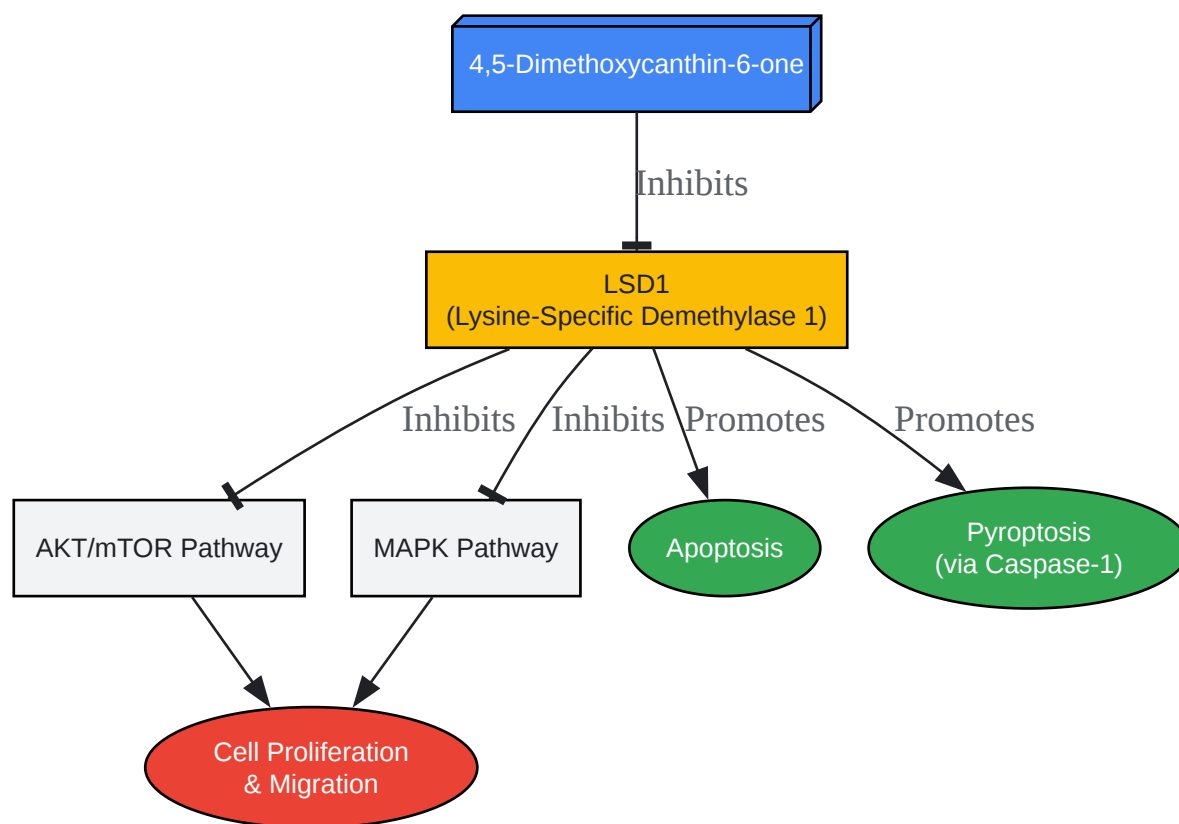 4,5-Dimethoxycanthin-6-one
Inhibits
LSD1
(Lysine-Specific Demethylase 1)
Inhibits
Inhibits
Promotes
Promotes
AKT/mTOR Pathway
MAPK Pathway
Apoptosis
Pyroptosis
(via Caspase-1)
Cell Proliferation
& Migration